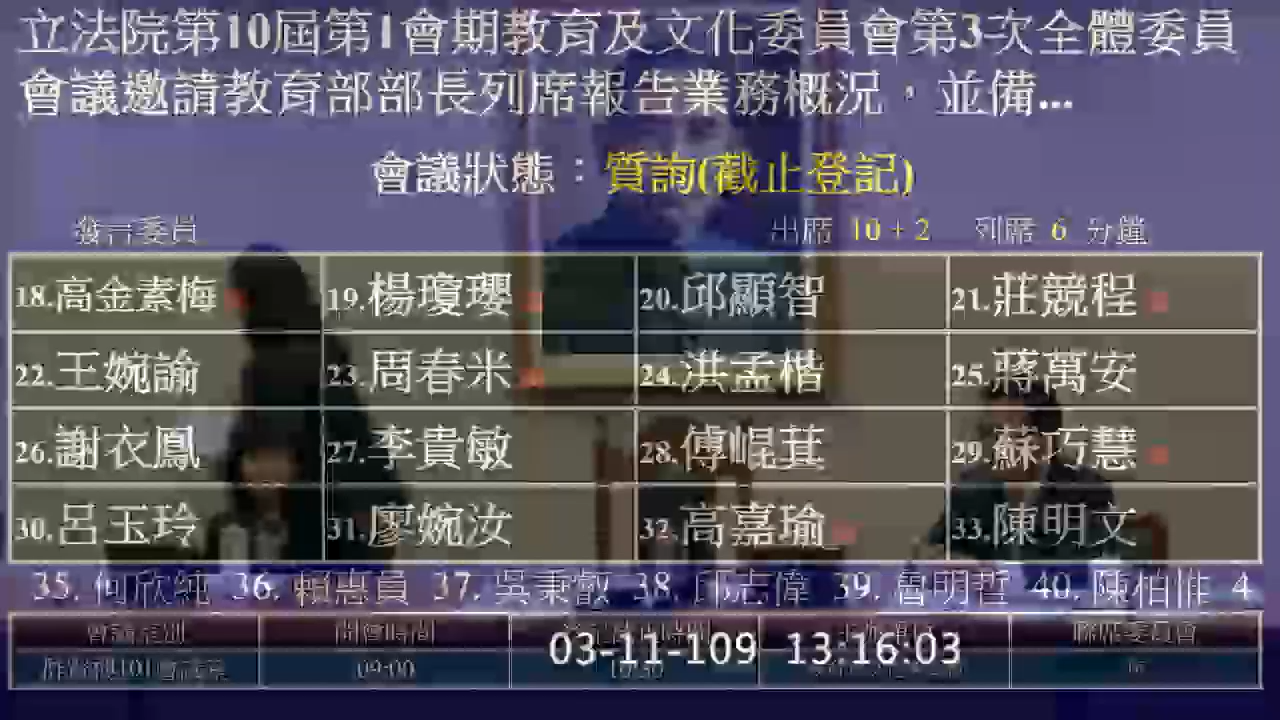 立法院第10屆第1會期教育及文化委員會第3次全體委員
會議邀請教育部部長列席報告業務概況，並備...
會議狀態：質詢(截止登記)
發言委員 出席 10 + 2 列席 6 分鐘
18.高金素梅 19.楊瓊瓔 20.邱顯智 21.莊競程
22.王婉諭 23.周春米 24.洪孟楷 25.蔣萬安
26.謝衣鳳 27.李貴敏 28.傅崐萁 29.蘇巧慧
30.呂玉玲 31.廖婉汝 32.高嘉瑜 33.陳明文
35. 何欣純 36. 賴惠員 37. 吳秉叡 38. 邱志偉 39. 曾明哲 40. 陳柏惟 4
開會時間
09:00
03-11-109 13:16:03